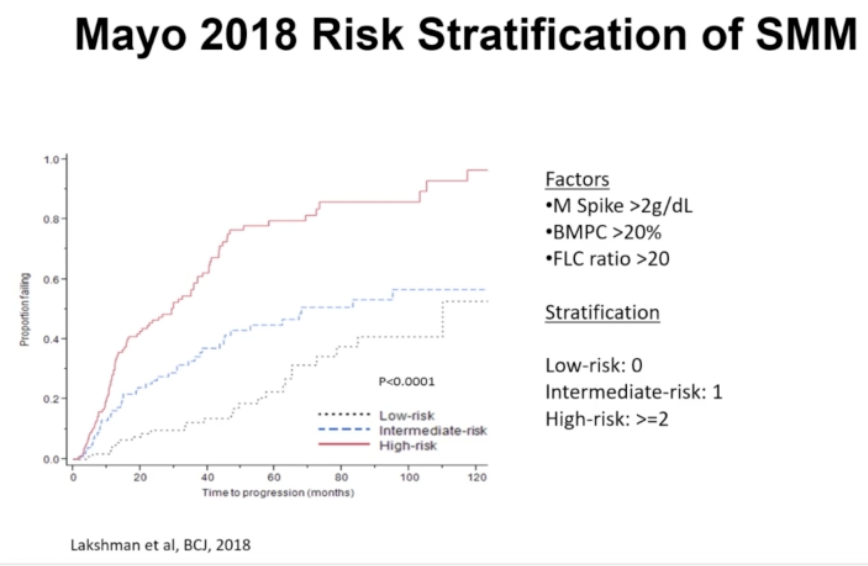 Mayo 2018 Risk Stratification of SMM
1.0
0.8
0.6
0.4
0.2
0.0
Proportion failing
0 20 40 60 80 100 120
Time to progression (months)
P<0.0001
Low-risk
Intermediate-risk
High-risk
Factors
•M Spike >2g/dL
•BMPC >20%
•FLC ratio >20
Stratification
Low-risk: 0
Intermediate-risk: 1
High-risk: >=2
Lakshman et al, BCJ, 2018